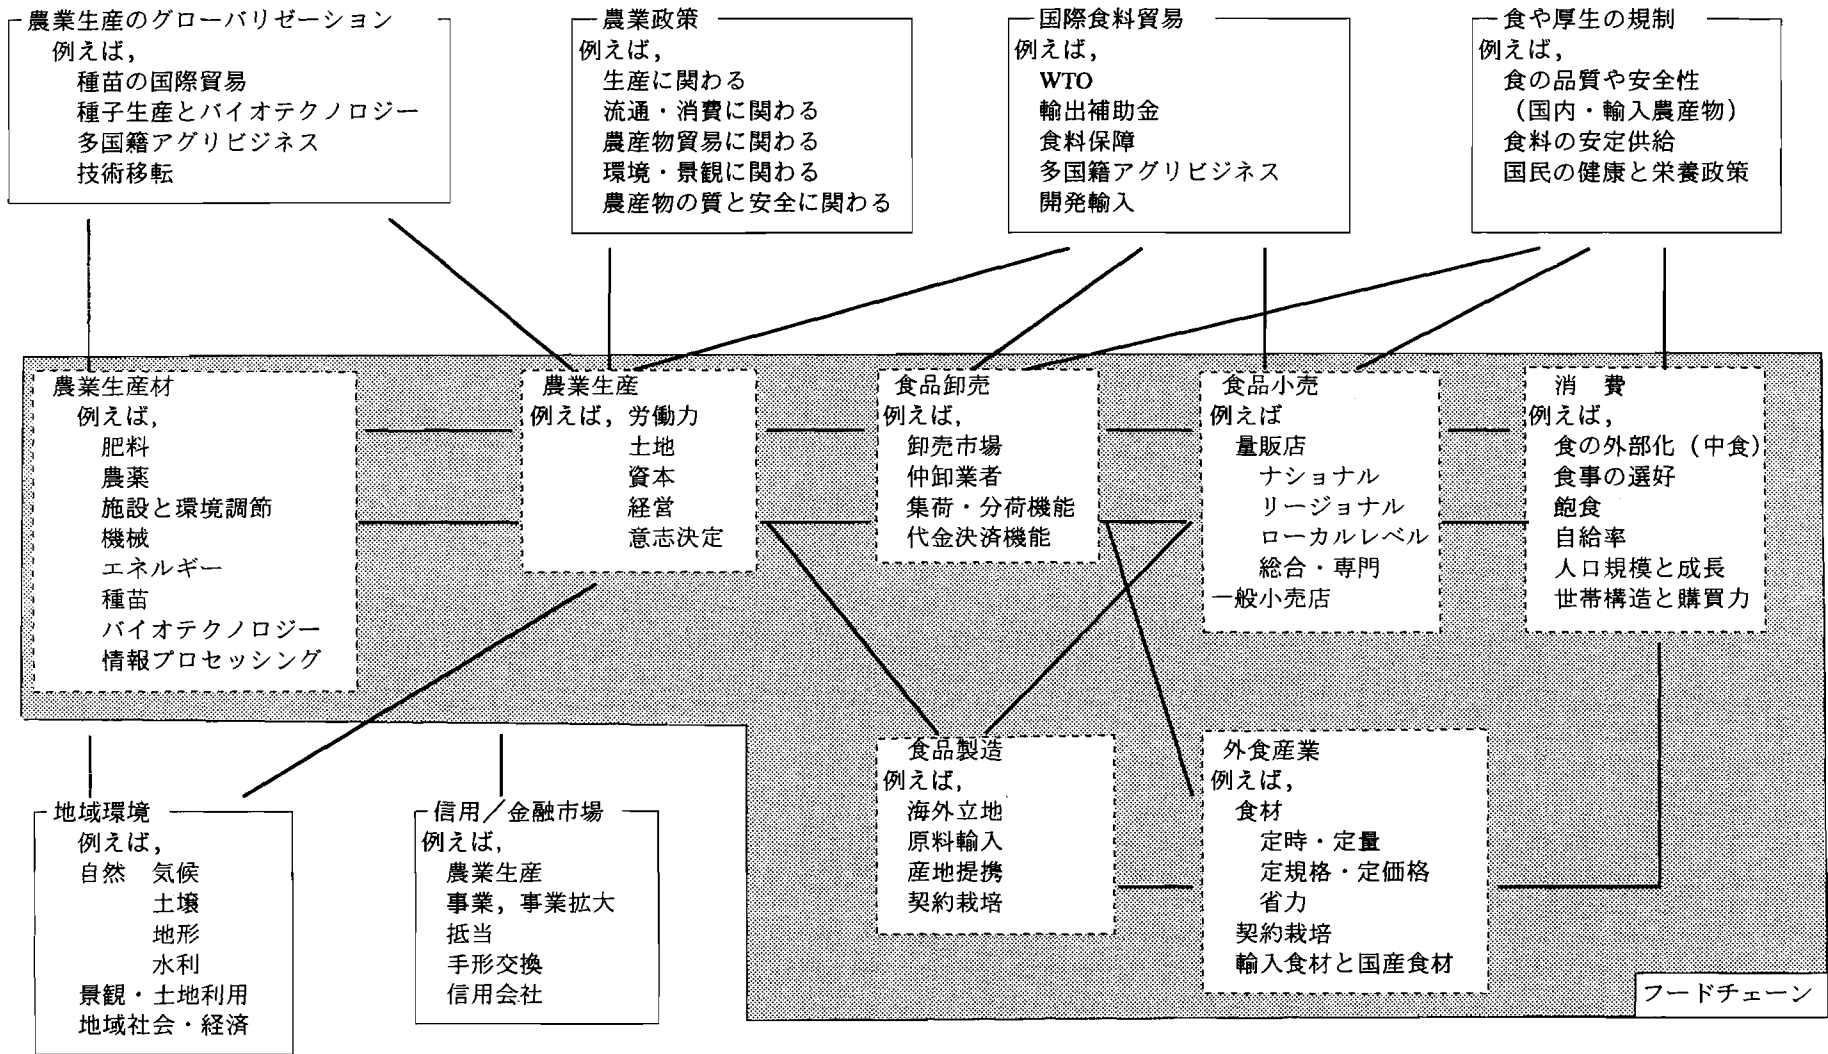 農業生産のグローバリゼーション
例えば,
種苗の国際貿易
種子生産とバイオテクノロジー
多国籍アグリビジネス
技術移転
農業政策
例えば,
生産に関わる
流通・消費に関わる
農産物貿易に関わる
環境・景観に関わる
農産物の質と安全に関わる
国際食料貿易
例えば,
WTO
輸出補助金
食料保障
多国籍アグリビジネス
開発輸入
食や厚生の規制
例えば,
食の品質や安全性
(国内・輸入農産物)
食料の安定供給
国民の健康と栄養政策
農業生産材
例えば,
肥料
農薬
施設と環境調節
機械
エネルギー
種苗
バイオテクノロジー
情報プロセッシング
農業生産
例えば, 労働力
土地
資本
経営
意志決定
食品卸売
例えば,
卸売市場
仲卸業者
集荷・分荷機能
代金決済機能
食品小売
例えば
量販店
ナショナル
リージョナル
ローカルレベル
総合・専門
一般小売店
消 費
例えば,
食の外部化(中食)
食事の選好
飽食
自給率
人口規模と成長
世帯構造と購買力
地域環境
例えば,
自然 気候
土壌
地形
水利
景観・土地利用
地域社会・経済
信用/金融市場
例えば,
農業生産
事業, 事業拡大
抵当
手形交換
信用会社
食品製造
例えば,
海外立地
原料輸入
産地提携
契約栽培
外食産業
例えば,
食材
定時・定量
定規格・定価格
省力
契約栽培
輸入食材と国産食材
フードチェーン